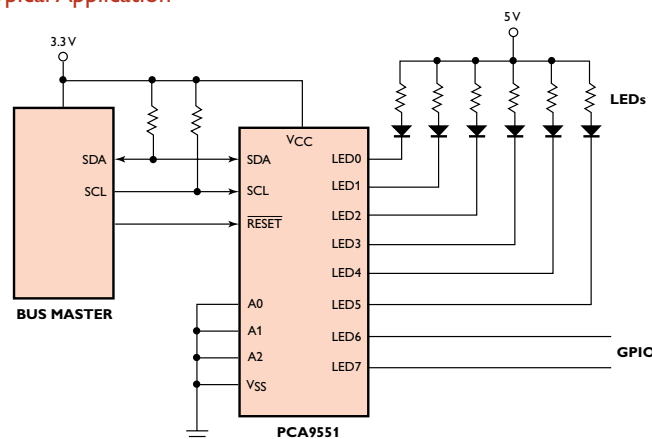 pical Application
5 V
3.3 V
LEDs
VCC
SDA
SDA
LED0
SCL
SCL
LED1
RESET
LED2
LED3
LED4
BUS MASTER
A0
LED5
A1
LED6
GPIO
A2
LED7
VSS
PCA9551